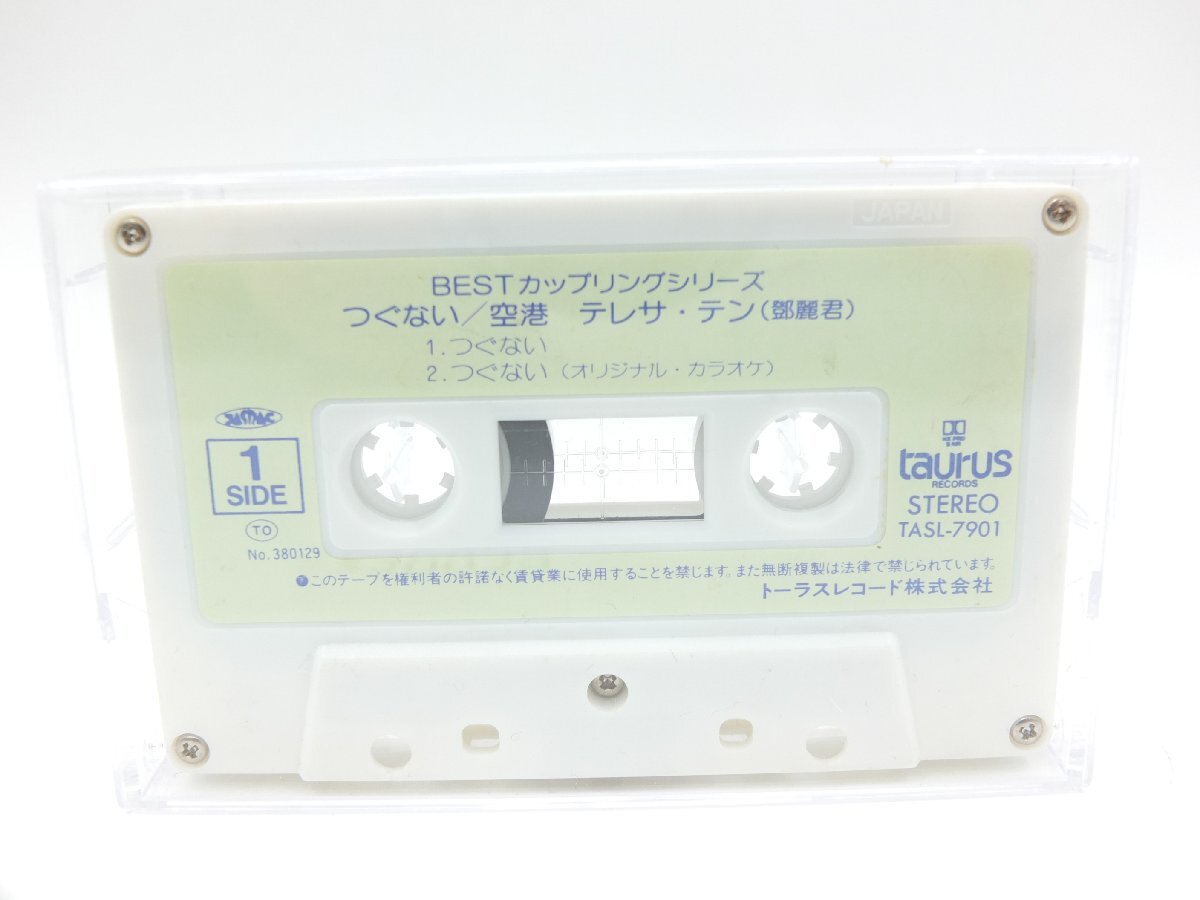 JAPAN
BESTカップリングシリーズ
つぐない／空港 テレサ・テン(鄧麗君)
1.つぐない
2.つぐない (オリジナル・カラオケ)
1
SIDE
TO
No.380129
HX PRO
taurus
RECORDS
STEREO
TASL-7901
このテープを権利者の許諾なく賃貸業に使用することを禁じます。また無断複製は法律で禁じられています。
トーラスレコード株式会社